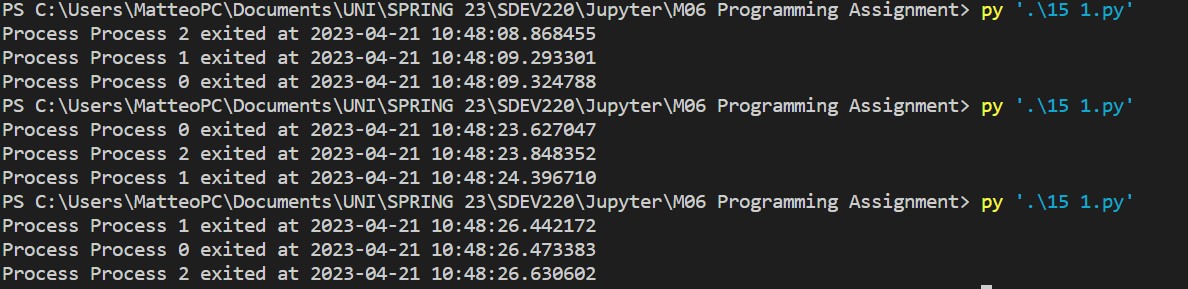 PS C:\Users\MatteoPC\Documents\UNI\SPRING 23\SDEV220\Jupyter\M06 Programming Assignment> py '.\15 1.py'
Process Process 2 exited at 2023-04-21 10:48:08.868455
Process Process 1 exited at 2023-04-21 10:48:09.293301
Process Process 0 exited at 2023-04-21 10:48:09.324788
PS C:\Users\MatteoPC\Documents\UNI\SPRING 23\SDEV220\Jupyter\M06 Programming Assignment> py '.\15 1.py'
Process Process 0 exited at 2023-04-21 10:48:23.627047
Process Process 2 exited at 2023-04-21 10:48:23.848352
Process Process 1 exited at 2023-04-21 10:48:24.396710
PS C:\Users\MatteoPC\Documents\UNI\SPRING 23\SDEV220\Jupyter\M06 Programming Assignment> py '.\15 1.py'
Process Process 1 exited at 2023-04-21 10:48:26.442172
Process Process 0 exited at 2023-04-21 10:48:26.473383
Process Process 2 exited at 2023-04-21 10:48:26.630602